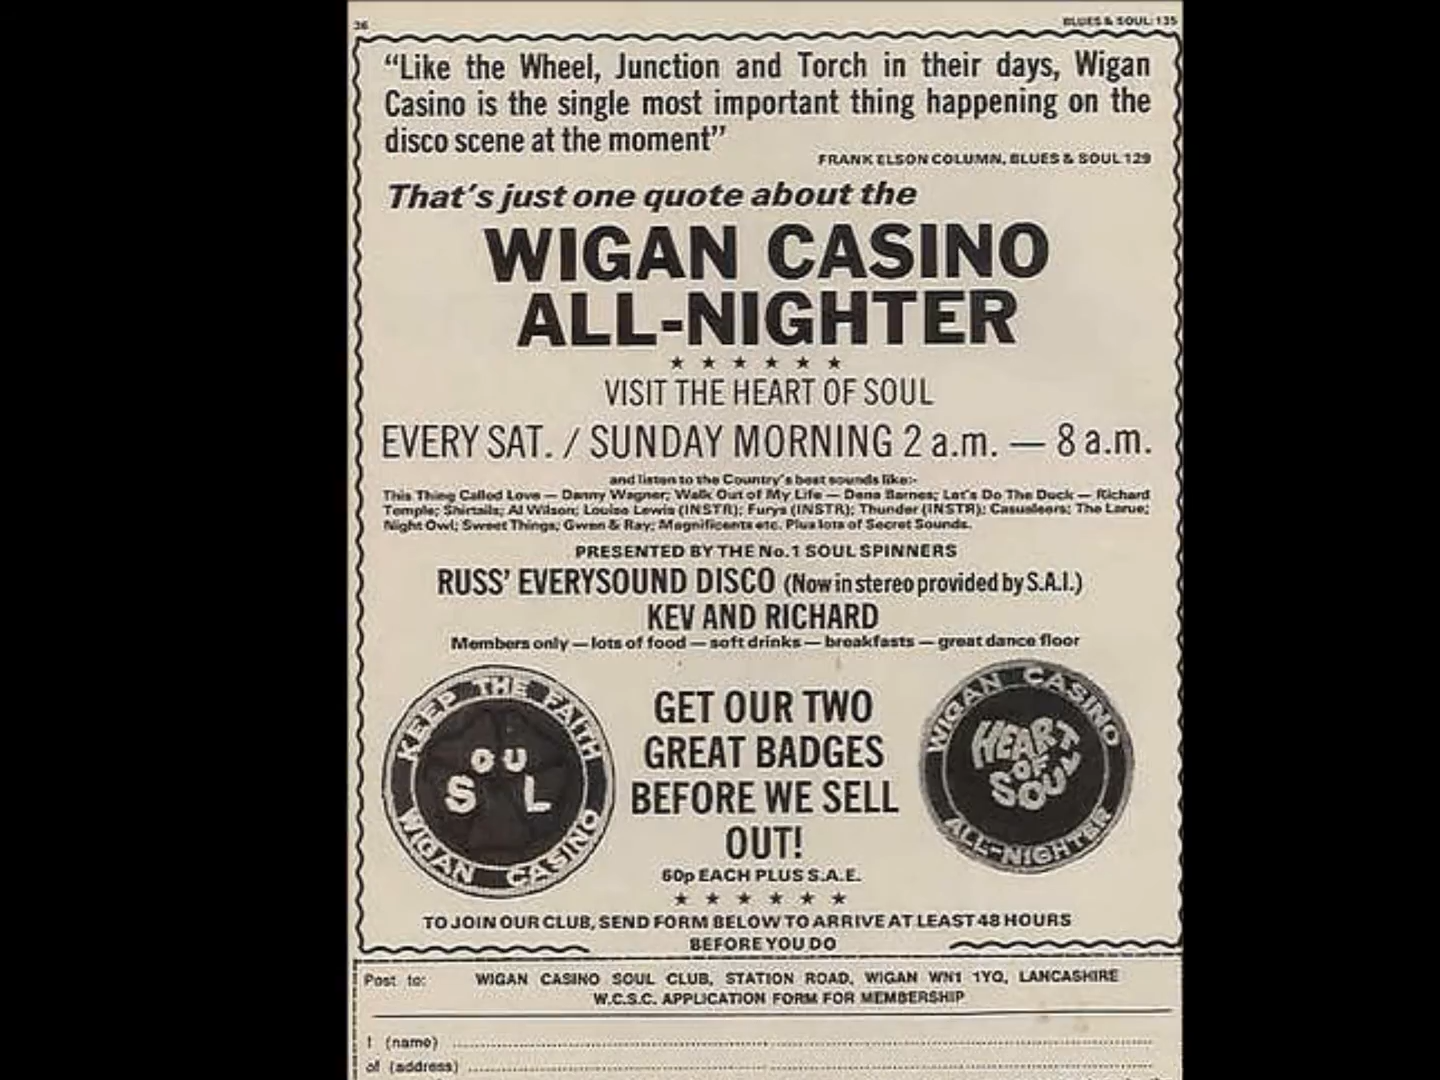 36
BLUES & SOUL: 135
“Like the Wheel, Junction and Torch in their days, Wigan
Casino is the single most important thing happening on the
disco scene at the moment”
FRANK ELSON COLUMN, BLUES & SOUL 129
That's just one quote about the
WIGAN CASINO
ALL-NIGHTER
★ ★ ★ ★ ★ ★
VISIT THE HEART OF SOUL
EVERY SAT. / SUNDAY MORNING 2 a.m. — 8 a.m.
and listen to the Country's best sounds like:-
This Thing Called Love — Danny Wagner; Walk Out of My Life — Dena Barnes; Let's Do The Duck — Richard
Temple; Shirtails; Al Wilson; Louise Lewis (INSTR); Furys (INSTR); Thunder (INSTR); Casualeers; The Larue;
Night Owl; Sweet Things; Gwen & Ray; Magnificents etc. Plus lots of Secret Sounds.
PRESENTED BY THE No.1 SOUL SPINNERS
RUSS' EVERYSOUND DISCO (Now in stereo provided by S.A.I.)
KEV AND RICHARD
Members only — lots of food — soft drinks — breakfasts — great dance floor
KEEP THE FAITH
SOUL
WIGAN CASINO
GET OUR TWO
GREAT BADGES
BEFORE WE SELL
OUT!
60p EACH PLUS S.A.E.
★ ★ ★ ★ ★ ★
WIGAN CASINO
HEART
OF
SOUL
ALL-NIGHTER
TO JOIN OUR CLUB, SEND FORM BELOW TO ARRIVE AT LEAST 48 HOURS
BEFORE YOU DO
Post to: WIGAN CASINO SOUL CLUB, STATION ROAD, WIGAN WN1 1YQ, LANCASHIRE
W.C.S.C. APPLICATION FORM FOR MEMBERSHIP
I (name)
of (address)